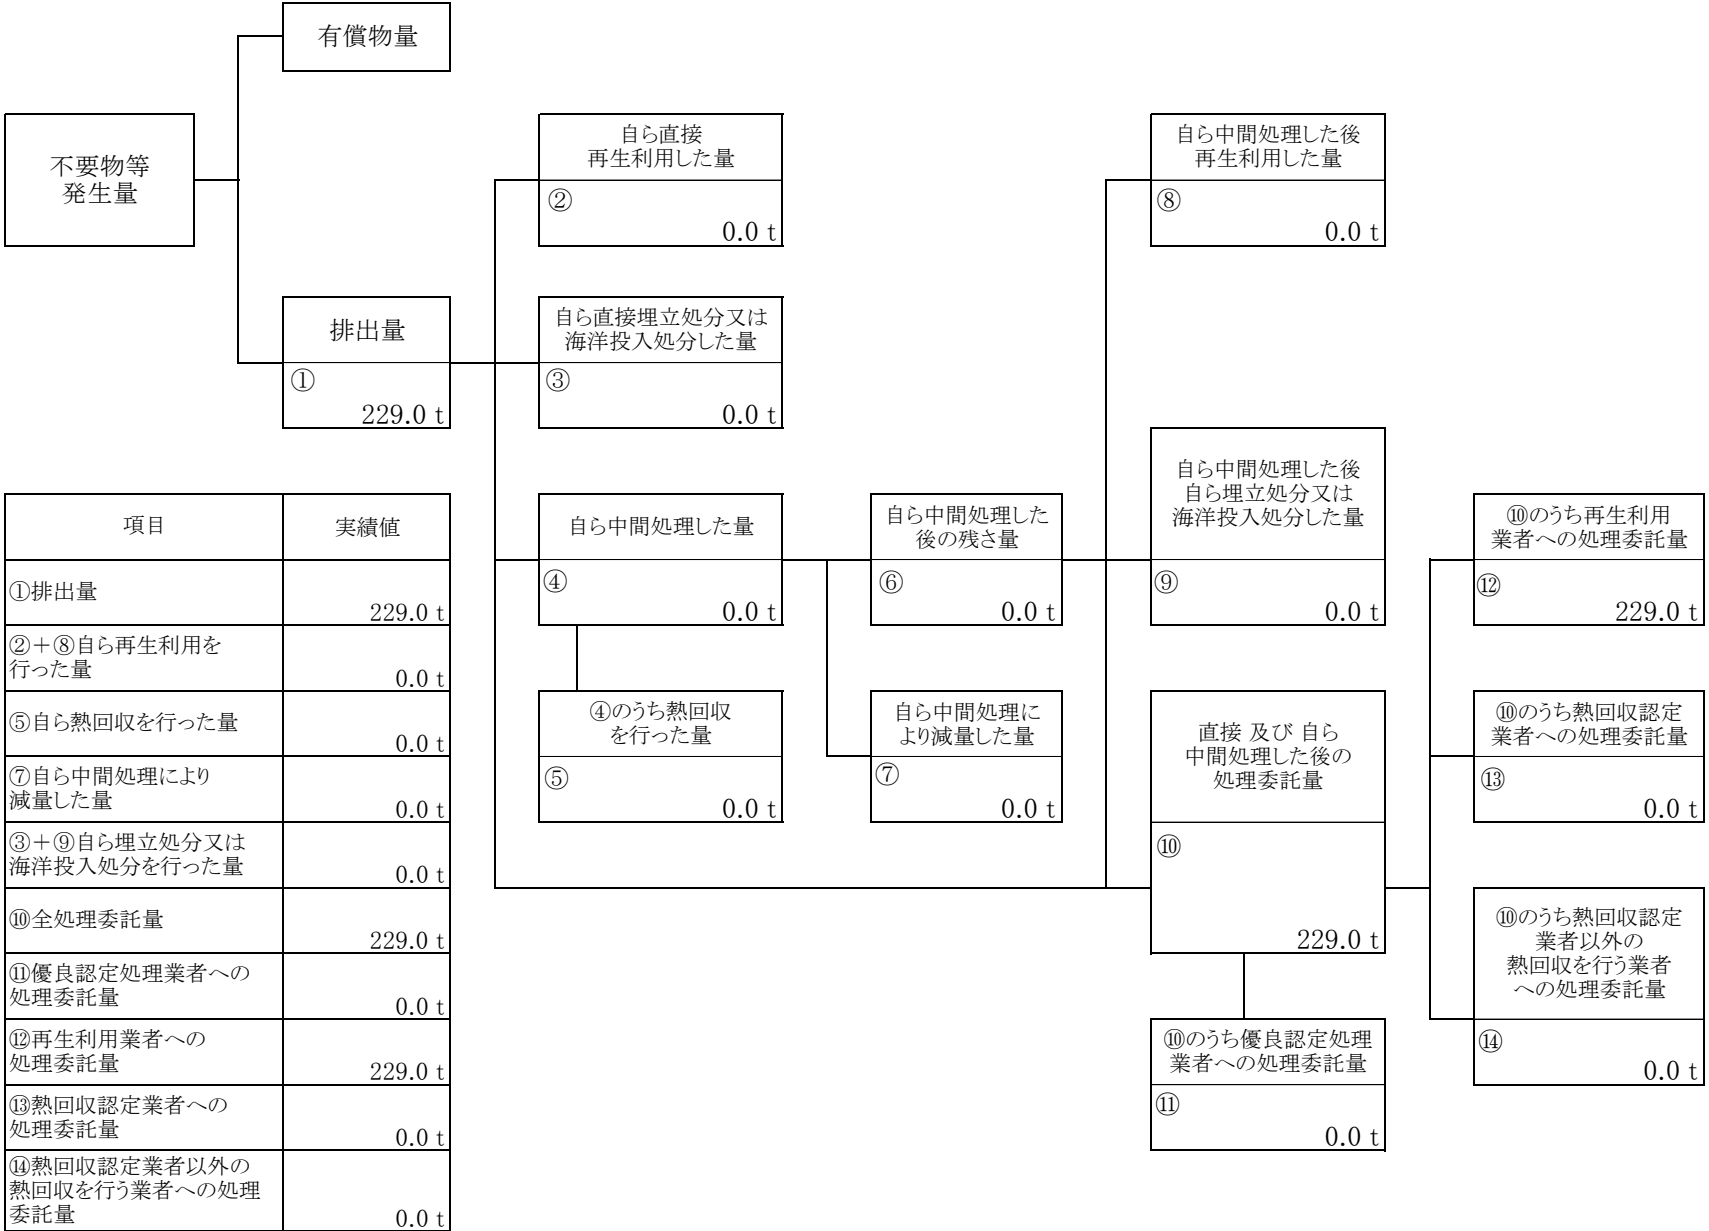 有償物量
不要物等
発生量
自ら直接
再生利用した量
②
0.0 t
自ら中間処理した後
再生利用した量
⑧
0.0 t
排出量
①
229.0 t
自ら直接埋立処分又は
海洋投入処分した量
③
0.0 t
自ら中間処理した量
④
0.0 t
自ら中間処理した
後の残さ量
⑥
0.0 t
自ら中間処理した後
自ら埋立処分又は
海洋投入処分した量
⑨
0.0 t
⑩のうち再生利用
業者への処理委託量
⑫
229.0 t
④のうち熱回収
を行った量
⑤
0.0 t
自ら中間処理に
より減量した量
⑦
0.0 t
直接 及び 自ら
中間処理した後の
処理委託量
⑩
229.0 t
⑩のうち熱回収認定
業者への処理委託量
⑬
0.0 t
⑩のうち熱回収認定
業者以外の
熱回収を行う業者
への処理委託量
⑭
0.0 t
⑩のうち優良認定処理
業者への処理委託量
⑪
0.0 t
項目 実績値
①排出量
229.0 t
②＋⑧自ら再生利用を
行った量
0.0 t
⑤自ら熱回収を行った量
0.0 t
⑦自ら中間処理により
減量した量
0.0 t
③＋⑨自ら埋立処分又は
海洋投入処分を行った量
0.0 t
⑩全処理委託量
229.0 t
⑪優良認定処理業者への
処理委託量
0.0 t
⑫再生利用業者への
処理委託量
229.0 t
⑬熱回収認定業者への
処理委託量
0.0 t
⑭熱回収認定業者以外の
熱回収を行う業者への処理
委託量
0.0 t